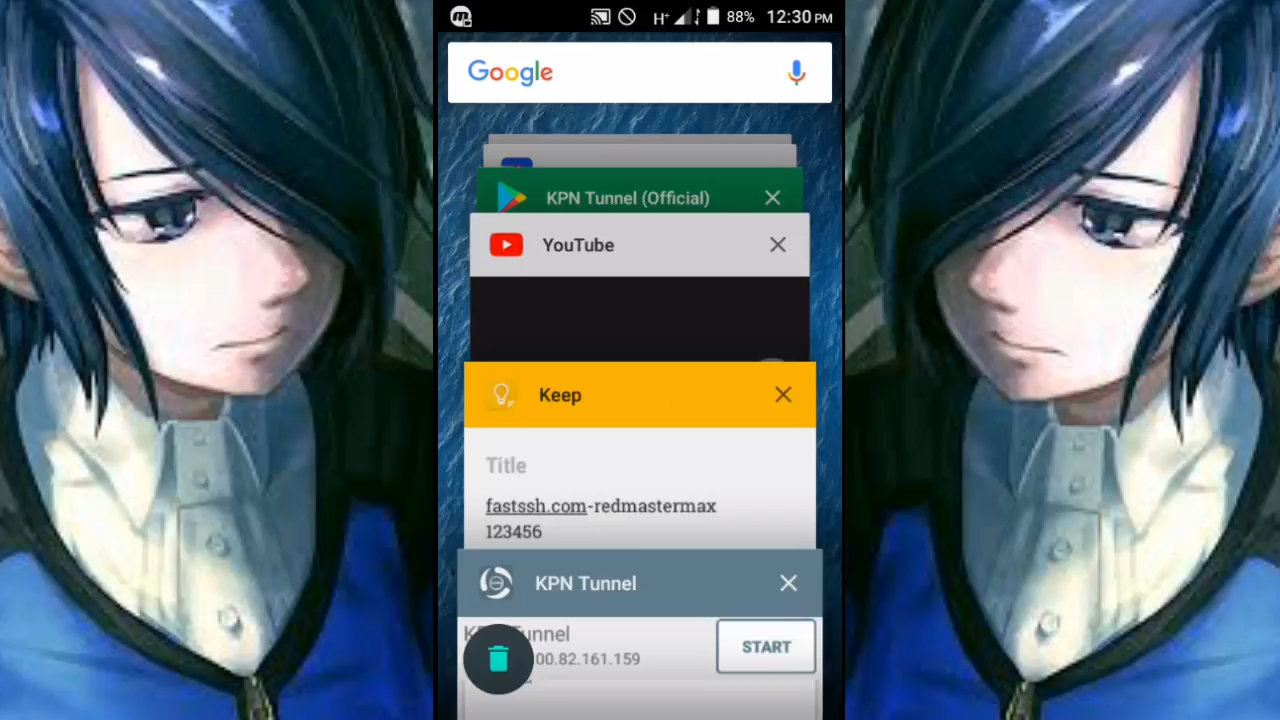 H+ 88% 12:30 PM
Google
KPN Tunnel (Official)
YouTube
Keep
Title
fastssh.com-redmastermax
123456
KPN Tunnel
START
00.82.161.159